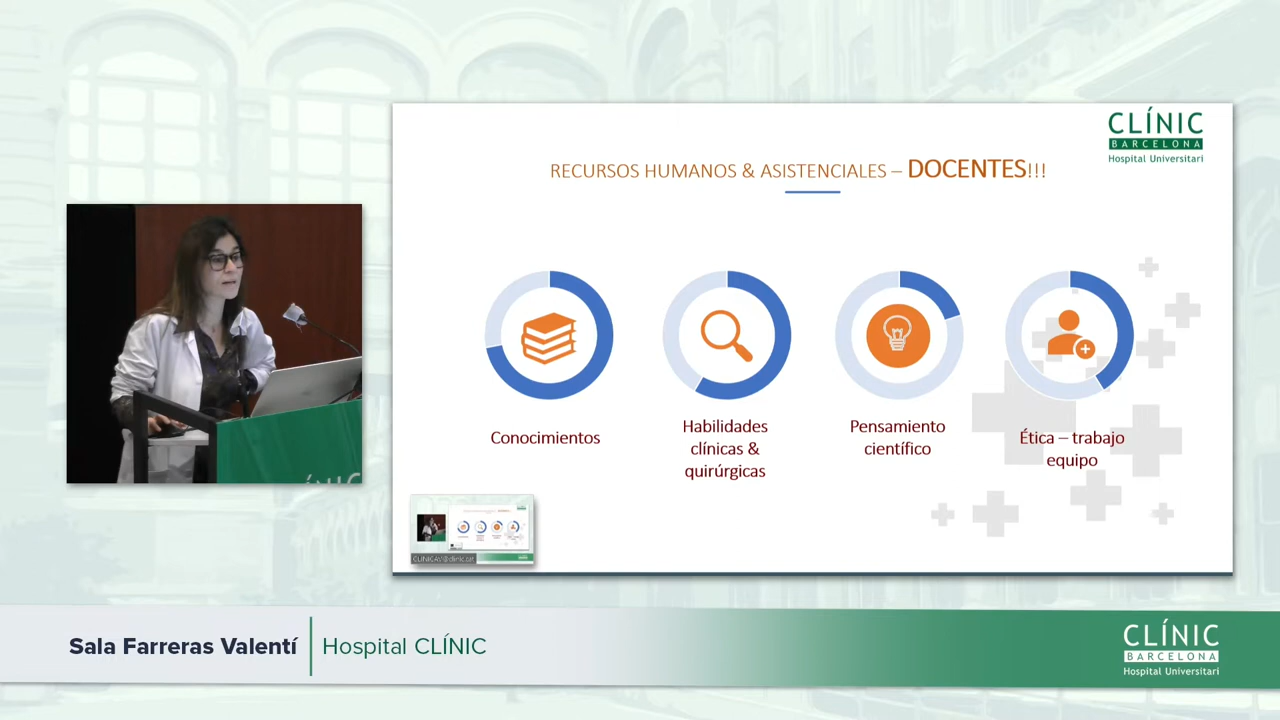 CLÍNIC
BARCELONA
Hospital Universitari
RECURSOS HUMANOS & ASISTENCIALES – DOCENTES!!!
Conocimientos
Habilidades
clínicas &
quirúrgicas
Pensamiento
científico
Ética – trabajo
equipo
Sala Farreras Valentí
Hospital CLÍNIC
CLÍNIC
BARCELONA
Hospital Universitari